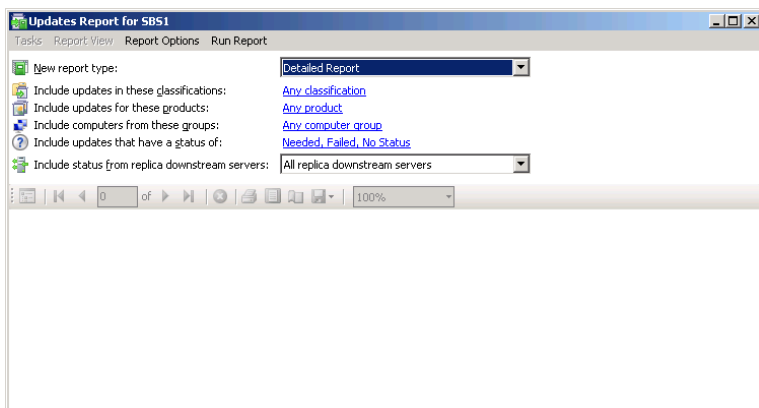 Updates Report for SBS1
Tasks Report View Report Options Run Report
New report type: Detailed Report
Include updates in these classifications: Any classification
Include updates for these products: Any product
Include computers from these groups: Any computer group
Include updates that have a status of: Needed, Failed, No Status
Include status from replica downstream servers: All replica downstream servers
0 of 100%